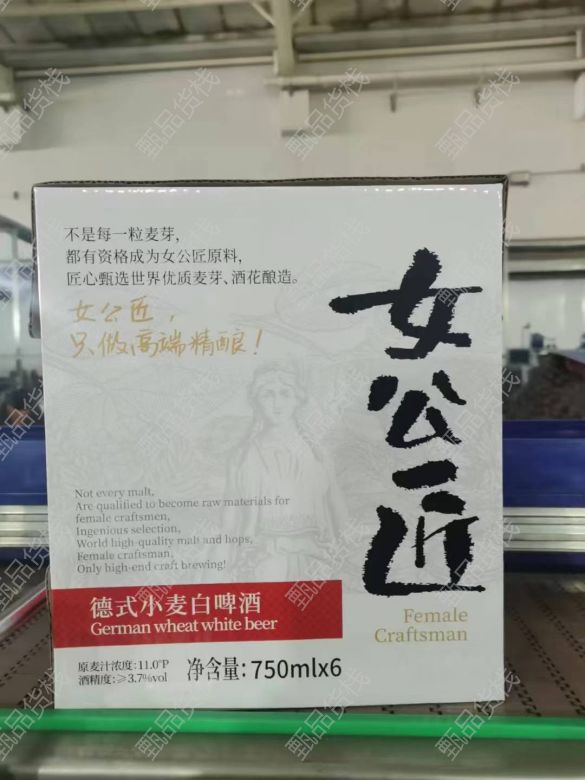 不是每一粒麦芽，
都有资格成为女公匠原料，
匠心甄选世界优质麦芽、酒花酿造。
女公匠，
只做高端精酿！
女公匠
Female
Craftsman
Not every malt,
Are qualified to become raw materials for
female craftsmen,
Ingenious selection,
World high-quality malt and hops,
Female craftsman,
Only high-end craft brewing!
德式小麦白啤酒
German wheat white beer
原麦汁浓度:11.0°P
酒精度:≥3.7%vol
净含量:750mlx6
甄品货栈